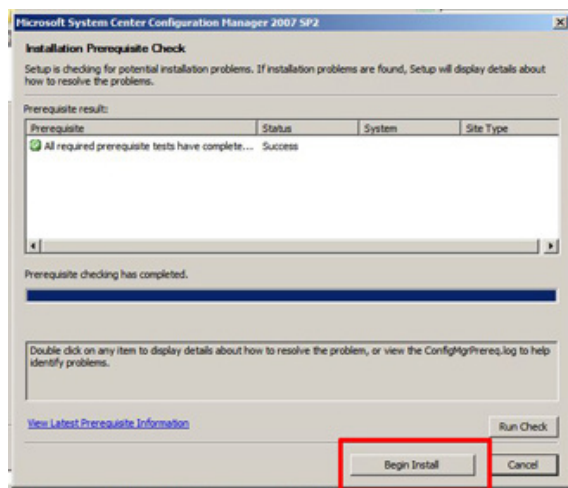 Microsoft System Center Configuration Manager 2007 SP2
Installation Prerequisite Check
Setup is checking for potential installation problems. If installation problems are found, Setup will display details about
how to resolve the problems.
Prerequisite result:
Prerequisite Status System Site Type
All required prerequisite tests have complete... Success
Prerequisite checking has completed.
Double click on any item to display details about how to resolve the problem, or view the ConfigMgrPrereq.log to help
identify problems.
View Latest Prerequisite Information
Run Check
Begin Install
Cancel